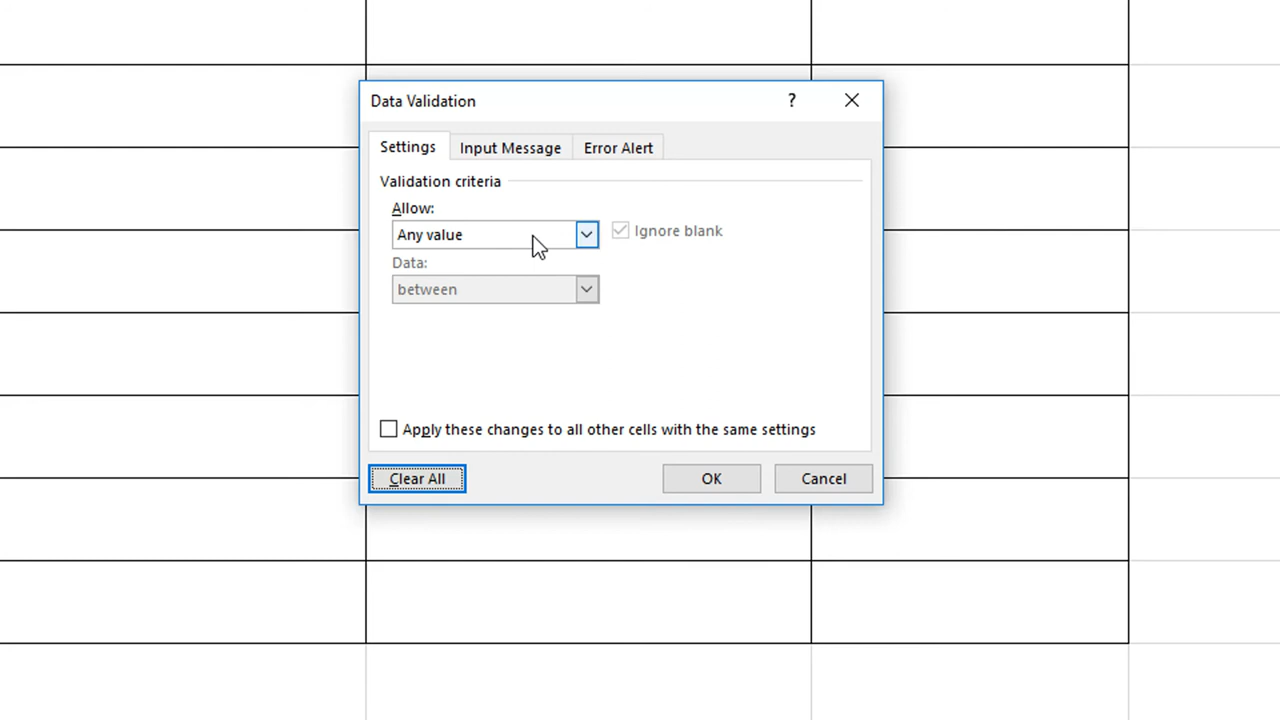 Data Validation ?
Settings Input Message Error Alert
Validation criteria
Allow:
Any value Ignore blank
Data:
between
Apply these changes to all other cells with the same settings
Clear All OK Cancel